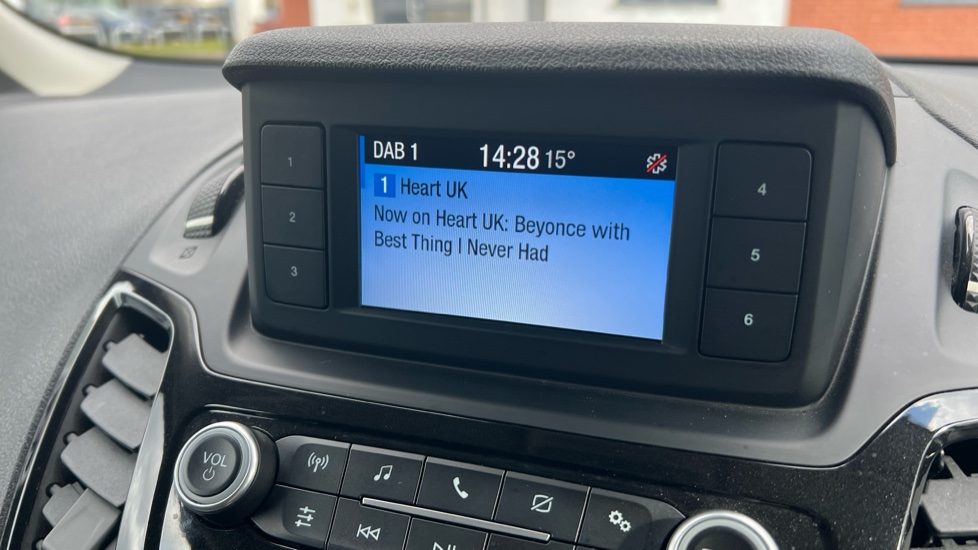 DAB 1 14:28 15°
1 Heart UK
Now on Heart UK: Beyonce with
Best Thing I Never Had
1
2
3
4
5
6
VOL